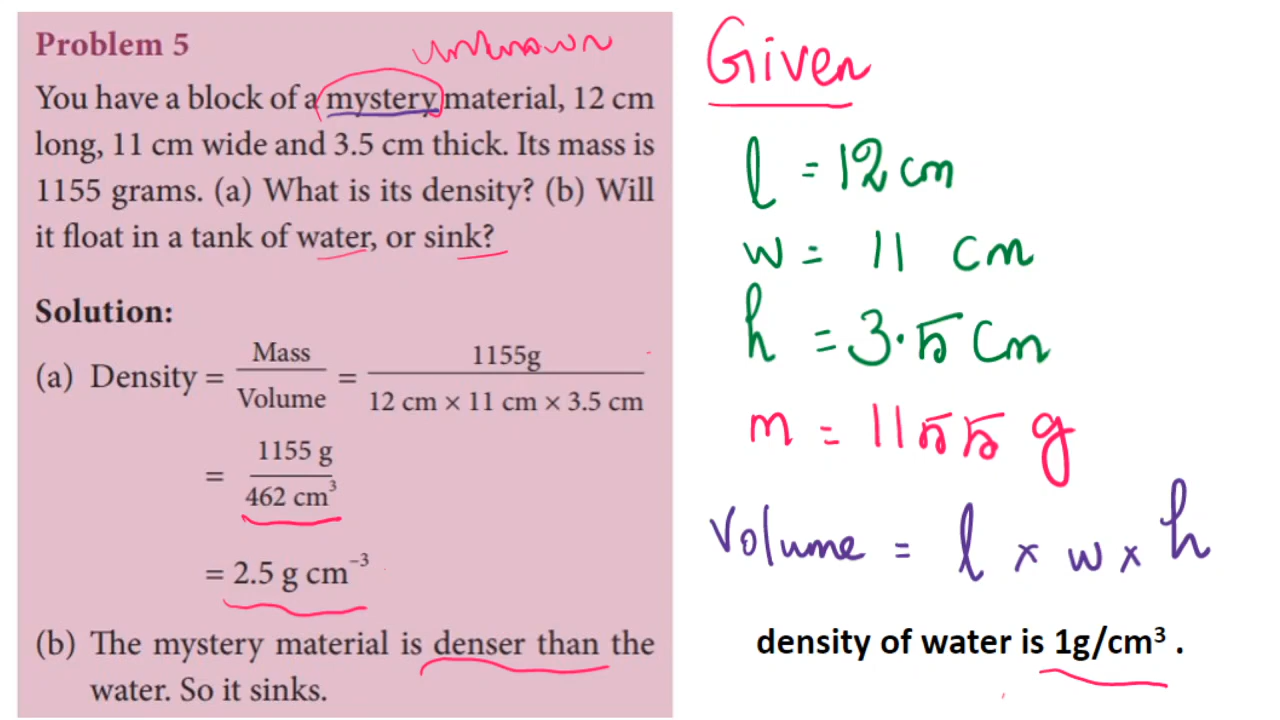 Problem 5
unknown
You have a block of a mystery material, 12 cm
long, 11 cm wide and 3.5 cm thick. Its mass is
1155 grams. (a) What is its density? (b) Will
it float in a tank of water, or sink?
Solution:
(a) Density = Mass / Volume = 1155g / 12 cm × 11 cm × 3.5 cm
= 1155 g / 462 cm³
= 2.5 g cm⁻³
(b) The mystery material is denser than the
water. So it sinks.
Given
l = 12 cm
w = 11 cm
h = 3.5 cm
m = 1155 g
Volume = l × w × h
density of water is 1g/cm³ .